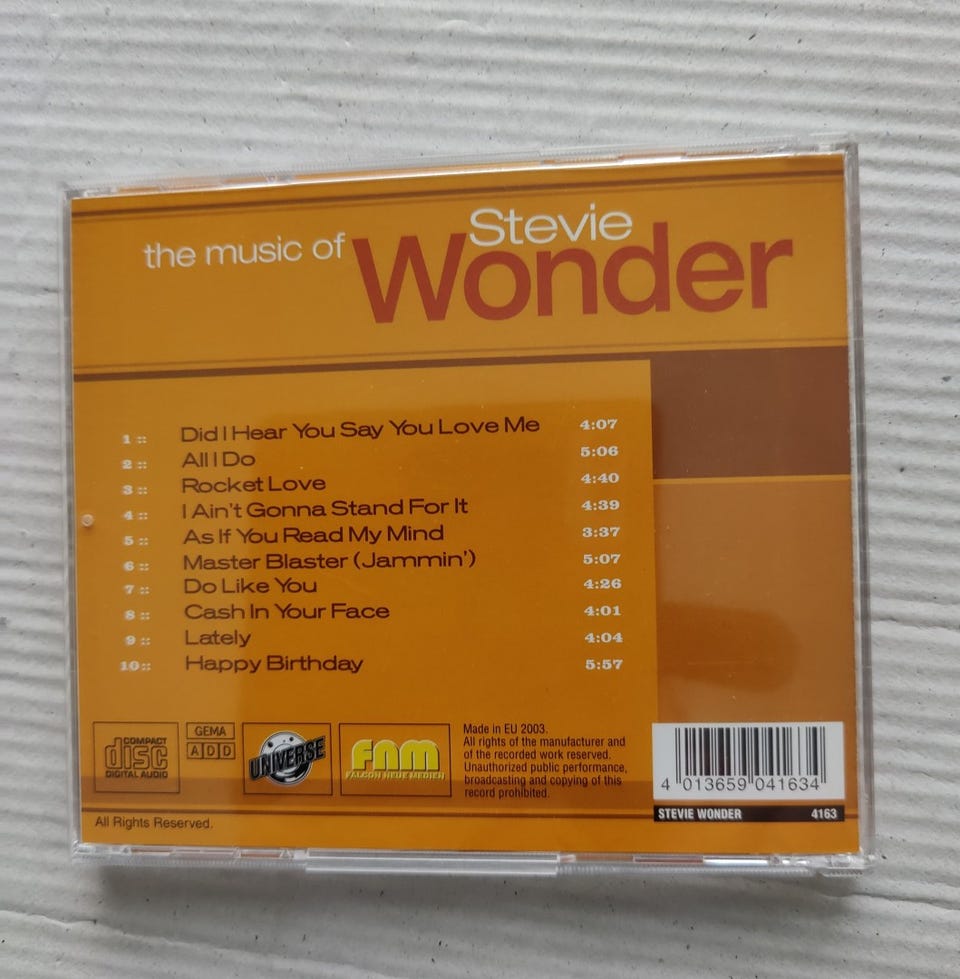 the music of Stevie Wonder
1 :: Did I Hear You Say You Love Me 4:07
2 :: All I Do 5:06
3 :: Rocket Love 4:40
4 :: I Ain't Gonna Stand For It 4:39
5 :: As If You Read My Mind 3:37
6 :: Master Blaster (Jammin') 5:07
7 :: Do Like You 4:26
8 :: Cash In Your Face 4:01
9 :: Lately 4:04
10 :: Happy Birthday 5:57
COMPACT
disc
DIGITAL AUDIO
GEMA
ADD
UNIVERSE
FNM
FALCON NEUE MEDIEN
Made in EU 2003.
All rights of the manufacturer and
of the recorded work reserved.
Unauthorized public performance,
broadcasting and copying of this
record prohibited.
4 013659 041634
STEVIE WONDER 4163
All Rights Reserved.